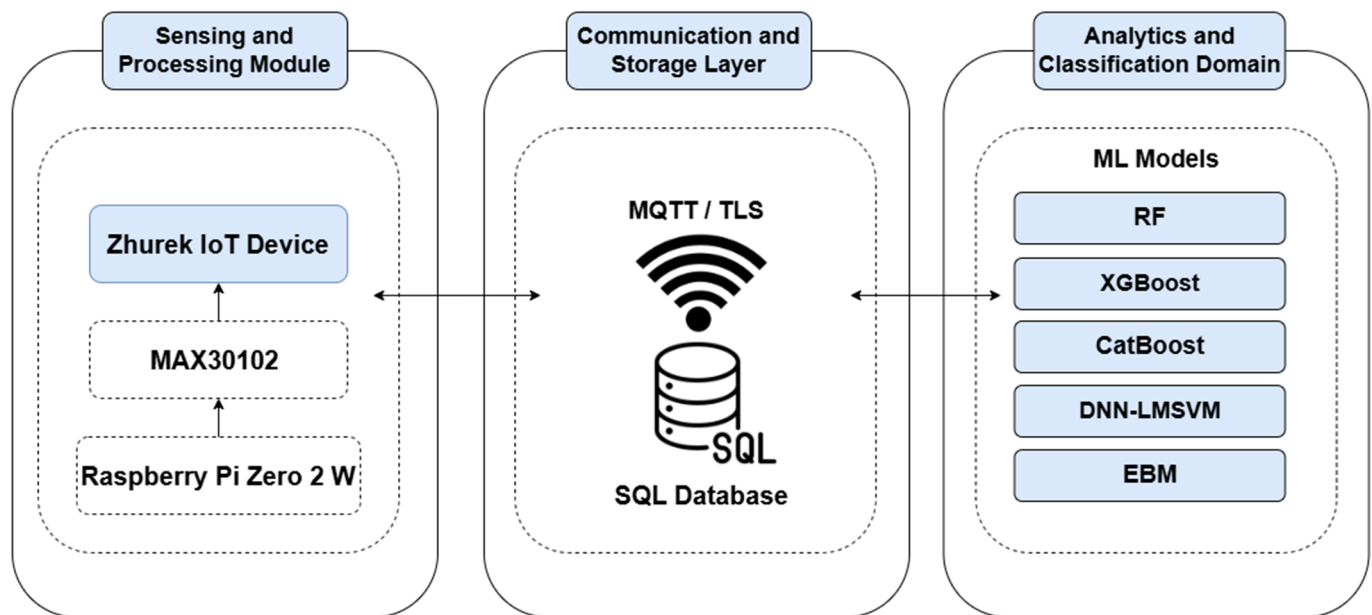 Sensing and
Processing Module
Zhurek IoT Device
MAX30102
Raspberry Pi Zero 2 W
Communication and
Storage Layer
MQTT / TLS
SQL
SQL Database
Analytics and
Classification Domain
ML Models
RF
XGBoost
CatBoost
DNN-LMSVM
EBM